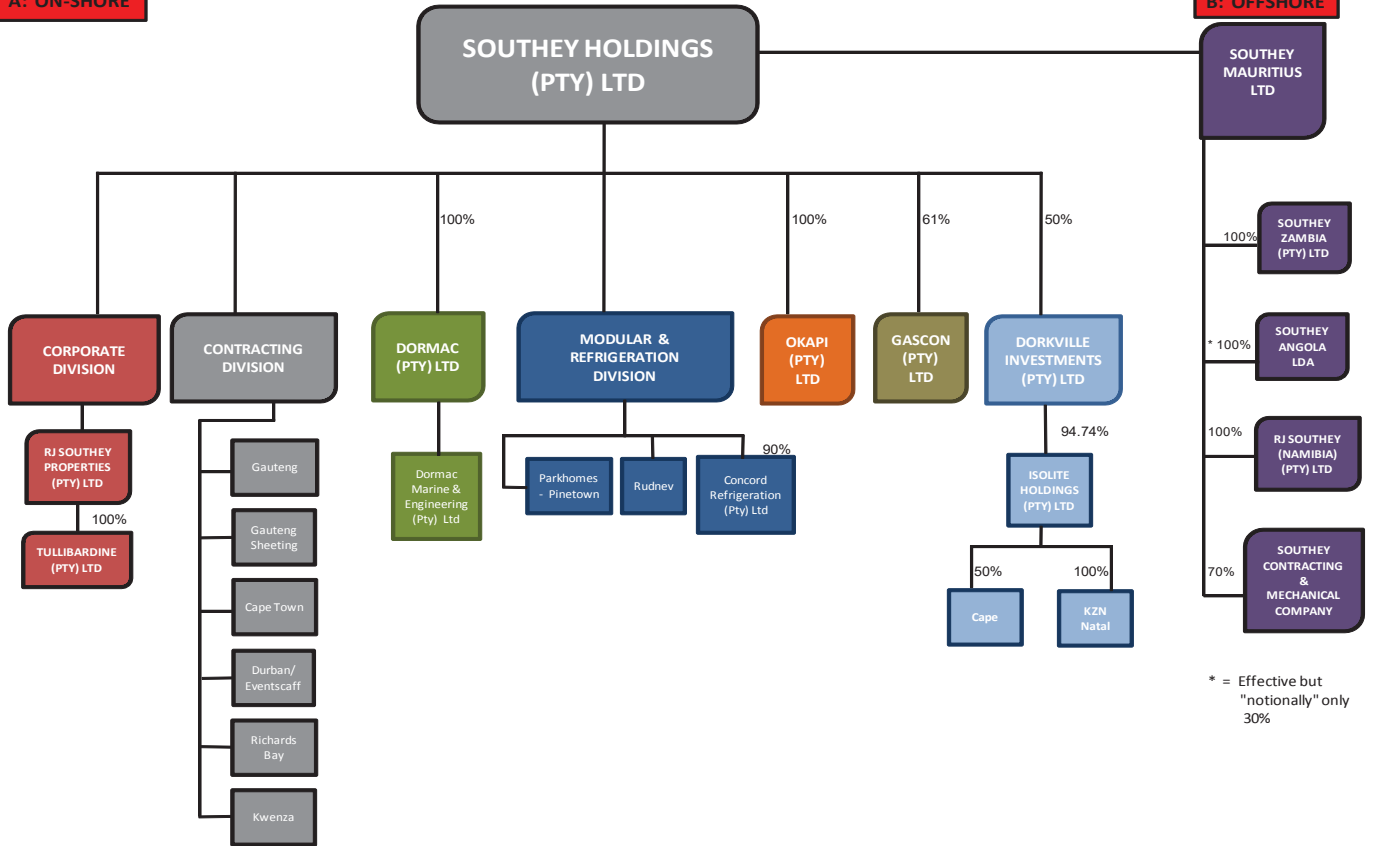 A: ON-SHORE
B: OFFSHORE
SOUTHEY HOLDINGS
(PTY) LTD
SOUTHEY
MAURITIUS
LTD
100%
100%
61%
50%
CORPORATE
DIVISION
CONTRACTING
DIVISION
DORMAC
(PTY) LTD
MODULAR &
REFRIGERATION
DIVISION
OKAPI
(PTY)
LTD
GASCON
(PTY)
LTD
DORKVILLE
INVESTMENTS
(PTY) LTD
RJ SOUTHEY
PROPERTIES
(PTY) LTD
100%
TULLIBARDINE
(PTY) LTD
Gauteng
Gauteng
Sheeting
Cape Town
Durban/
Eventscaff
Richards
Bay
Kwenza
Dormac
Marine &
Engineering
(Pty) Ltd
Parkhomes
- Pinetown
Rudnev
90%
Concord
Refrigeration
(Pty) Ltd
94.74%
ISOLITE
HOLDINGS
(PTY) LTD
50%
100%
Cape
KZN
Natal
100%
SOUTHEY
ZAMBIA
(PTY) LTD
* 100%
SOUTHEY
ANGOLA
LDA
100%
RJ SOUTHEY
(NAMIBIA)
(PTY) LTD
70%
SOUTHEY
CONTRACTING
&
MECHANICAL
COMPANY
* = Effective but
"notionally" only
30%